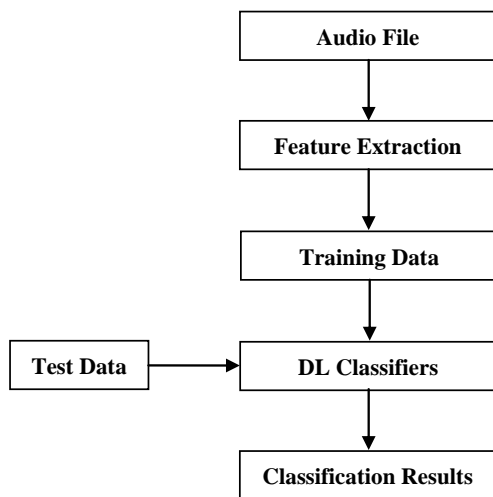 Audio File
Feature Extraction
Training Data
Test Data
DL Classifiers
Classification Results